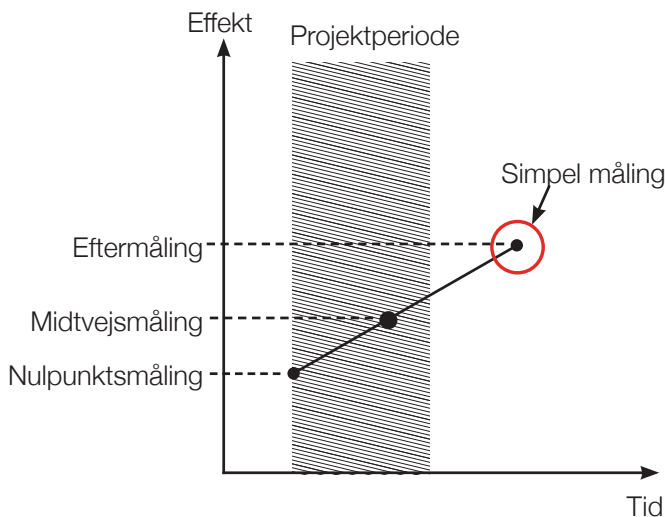 Effekt
Projektperiode
Simpel måling
Eftermåling
Midtvejsmåling
Nulpunktsmåling
Tid